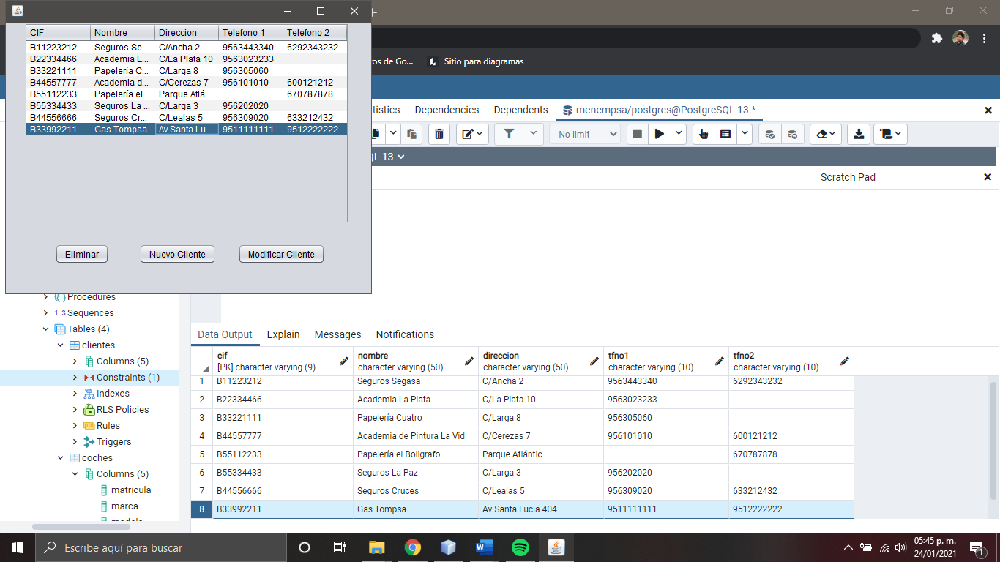 CIF Nombre Direccion Telefono 1 Telefono 2
B11223212 Seguros Se... C/Ancha 2 9563443340 6292343232
B22334466 Academia L... C/La Plata 10 9563023233
B33221111 Papelería C... C/Larga 8 956305060
B44557777 Academia d... C/Cerezas 7 956101010 600121212
B55112233 Papelería el ... Parque Atlá... 670787878
B55334433 Seguros La ... C/Larga 3 956202020
B44556666 Seguros Cr... C/Lealas 5 956309020 633212432
B33992211 Gas Tompsa Av Santa Lu... 9511111111 9512222222
Eliminar Nuevo Cliente Modificar Cliente
os de Go... Sitio para diagramas
tistics Dependencies Dependents menempsa/postgres@PostgreSQL 13 *
No limit
QL 13
Scratch Pad
Procedures
1..3 Sequences
Tables (4)
clientes
Columns (5)
Constraints (1)
Indexes
RLS Policies
Rules
Triggers
coches
Columns (5)
matricula
marca
modelo
Data Output Explain Messages Notifications
cif nombre direccion tfno1 tfno2
[PK] character varying (9) character varying (50) character varying (50) character varying (10) character varying (10)
1 B11223212 Seguros Segasa C/Ancha 2 9563443340 6292343232
2 B22334466 Academia La Plata C/La Plata 10 9563023233
3 B33221111 Papelería Cuatro C/Larga 8 956305060
4 B44557777 Academia de Pintura La Vid C/Cerezas 7 956101010 600121212
5 B55112233 Papelería el Boligrafo Parque Atlántic 670787878
6 B55334433 Seguros La Paz C/Larga 3 956202020
7 B44556666 Seguros Cruces C/Lealas 5 956309020 633212432
8 B33992211 Gas Tompsa Av Santa Lucia 404 9511111111 9512222222
Escribe aquí para buscar
05:45 p. m.
24/01/2021
1